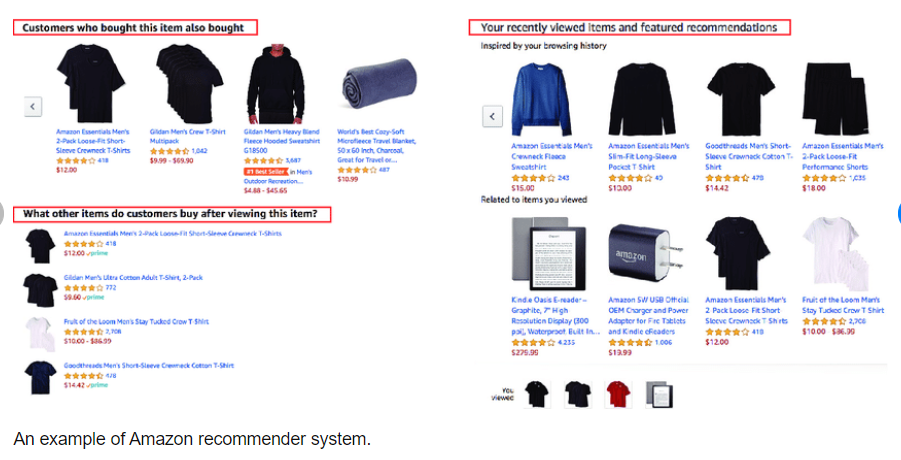 Customers who bought this item also bought
Amazon Essentials Men's
2-Pack Loose-Fit Short-
Sleeve Crewneck T-Shirts
418
$12.00
Gildan Men's Crew T-Shirt
Multipack
1,042
$9.99 - $69.90
Gildan Men's Heavy Blend
Fleece Hooded Sweatshirt
G18500
3,687
#1 Best Seller in Men's
Outdoor Recreation...
$4.88 - $45.65
World's Best Cozy-Soft
Microfleece Travel Blanket,
50 x 60 Inch, Charcoal,
Great for Travel or...
487
$10.99
What other items do customers buy after viewing this item?
Amazon Essentials Men's 2-Pack Loose-Fit Short-Sleeve Crewneck T-Shirts
418
$12.00 prime
Gildan Men's Ultra Cotton Adult T-Shirt, 2-Pack
772
$9.60 prime
Fruit of the Loom Men's Stay Tucked Crew T-Shirt
2,708
$10.00 - $86.99
Goodthreads Men's Short-Sleeve Crewneck Cotton T-Shirt
478
$14.42 prime
Your recently viewed items and featured recommendations
Inspired by your browsing history
Amazon Essentials Men's
Crewneck Fleece
Sweatshirt
243
$15.00
Amazon Essentials Men's
Slim-Fit Long-Sleeve
Pocket T-Shirt
$10.00
Goodthreads Men's Short-
Sleeve Crewneck Cotton T-
Shirt
478
$14.42
Amazon Essentials Men's
2-Pack Loose-Fit
Performance Shorts
1,035
$18.00
Related to items you viewed
Kindle Oasis E-reader –
Graphite, 7" High
Resolution Display (300
ppi), Waterproof, Built In...
4,235
$279.99
amazon
Amazon 5W USB Official
OEM Charger and Power
Adapter for Fire Tablets
and Kindle eReaders
1,006
$19.99
Amazon Essentials Men's
2 Pack Loose Fit Short
Sleeve Crewneck T Shirts
418
$12.00
Fruit of the Loom Men's
Stay Tucked Crew T Shirt
2,708
$10.00 - $86.99
You
viewed
An example of Amazon recommender system.